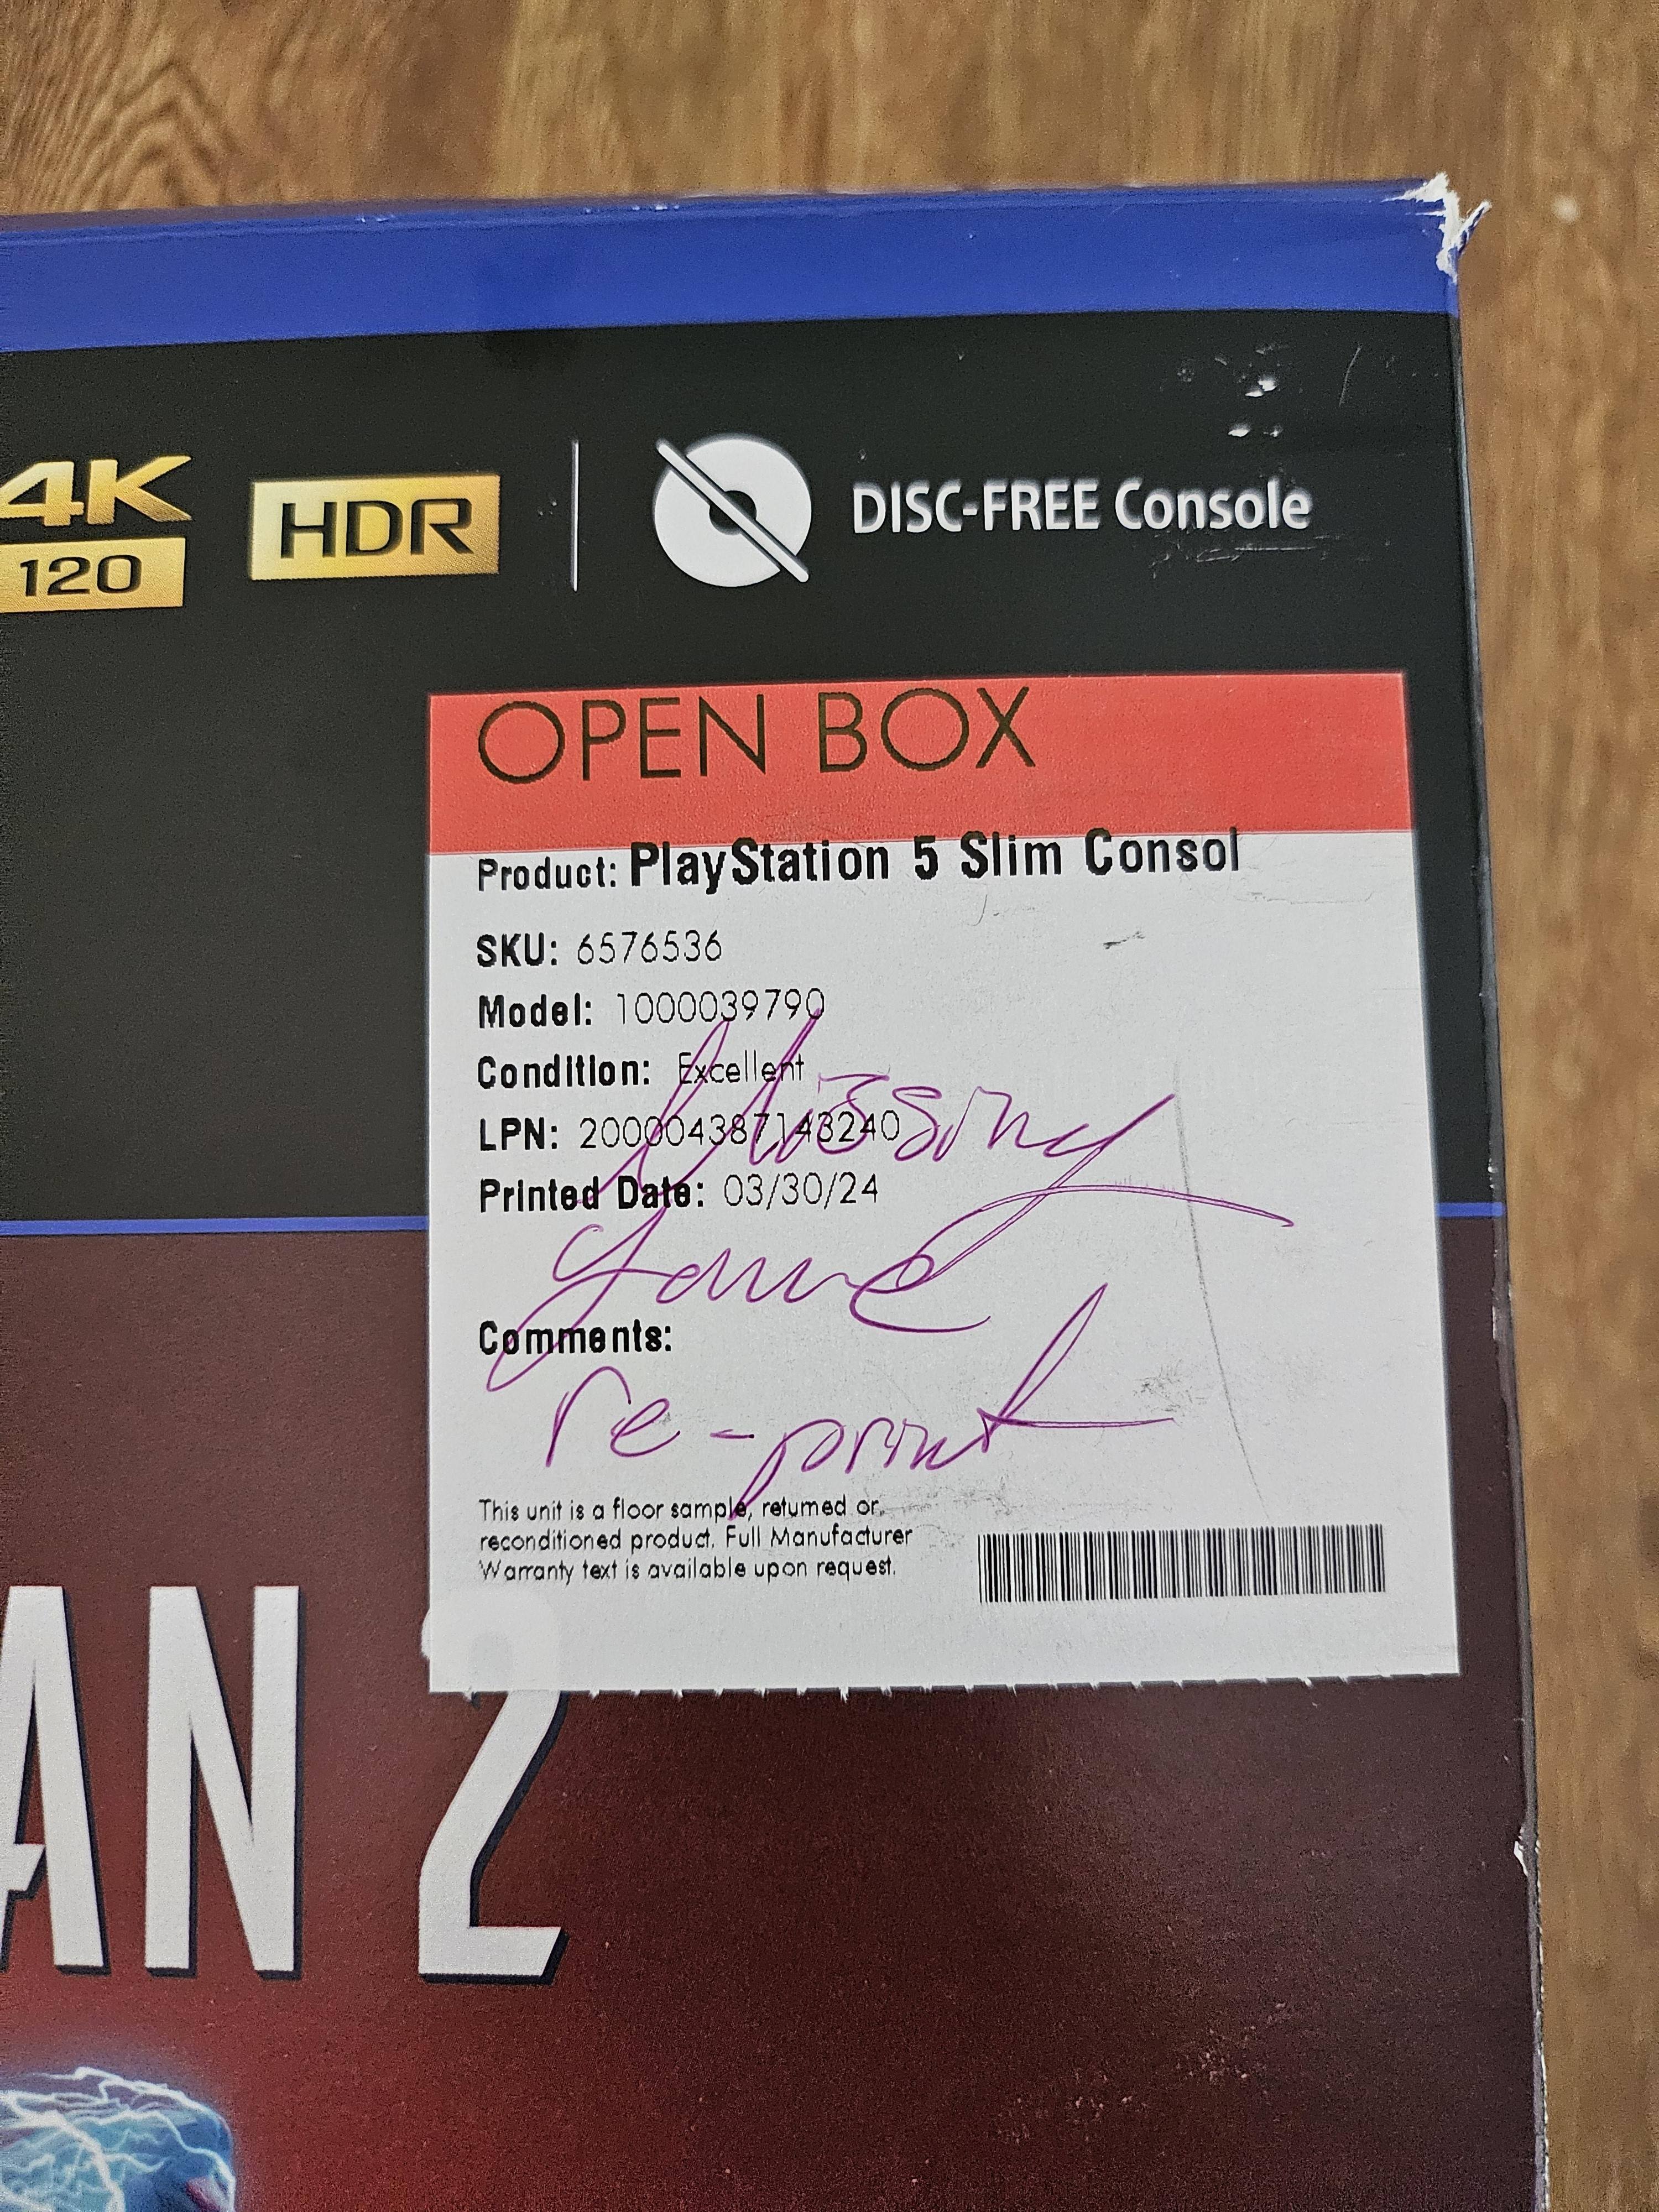 4K
120
HDR
DISC-FREE Console
OPEN BOX
Product: PlayStation 5 Slim Consol
SKU: 6576536
Model: 1000039790
Condition: Excellent
LPN: 200004387143240
Printed Date: 03/30/24
Missing
game
Comments:
re-print
This unit is a floor sample, returned or
reconditioned product. Full Manufacturer
Warranty text is available upon request.
AN 2